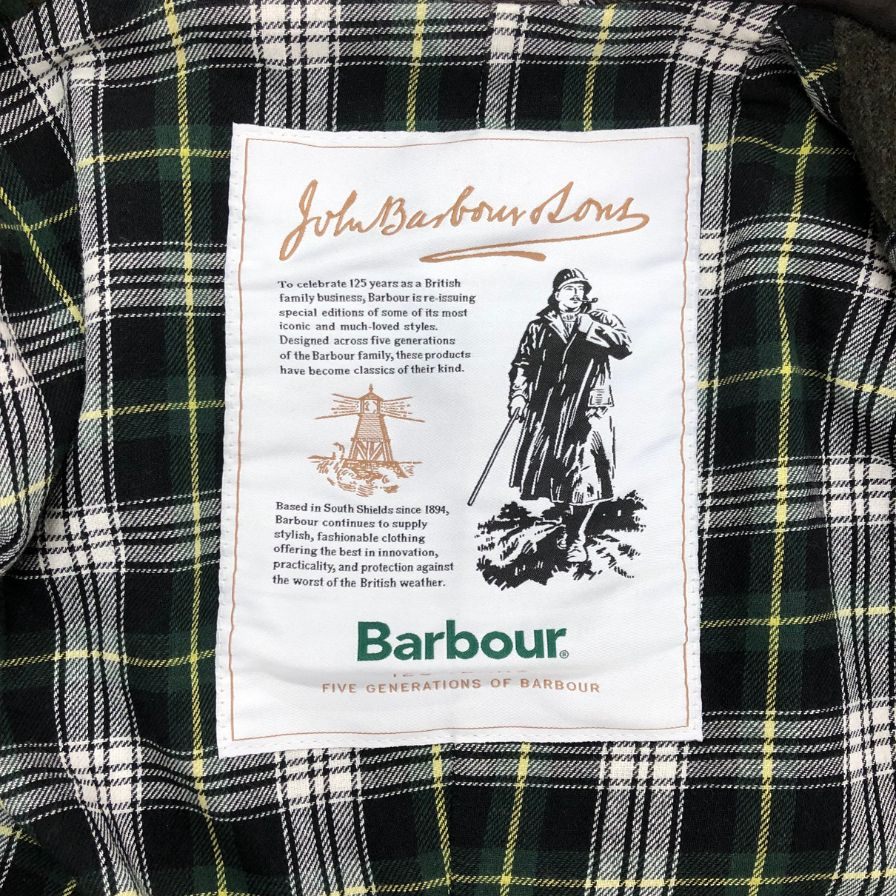 John Barbour & Sons
To celebrate 125 years as a British
family business, Barbour is re-issuing
special editions of some of its most
iconic and much-loved styles.
Designed across five generations
of the Barbour family, these products
have become classics of their kind.
Based in South Shields since 1894,
Barbour continues to supply
stylish, fashionable clothing
offering the best in innovation,
practicality, and protection against
the worst of the British weather.
Barbour®
FIVE GENERATIONS OF BARBOUR